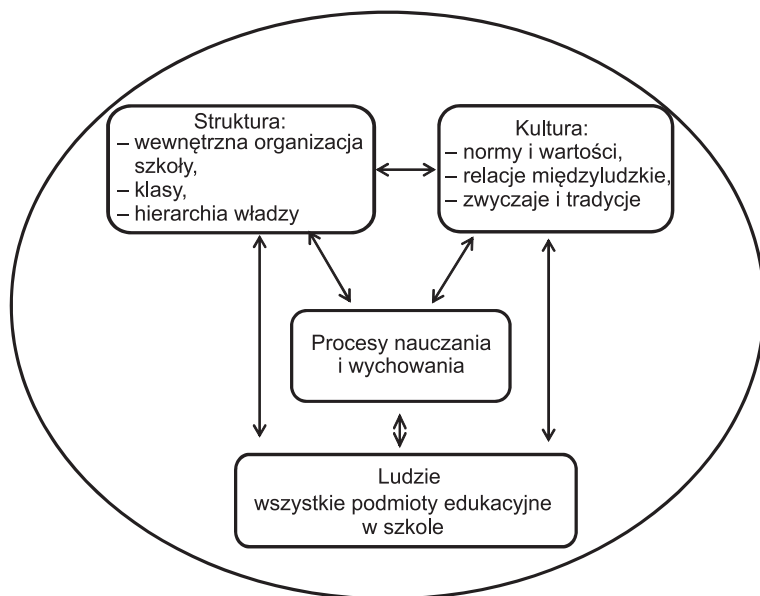 Struktura:
– wewnętrzna organizacja
szkoły,
– klasy,
– hierarchia władzy
Kultura:
– normy i wartości,
– relacje międzyludzkie,
– zwyczaje i tradycje
Procesy nauczania
i wychowania
Ludzie
wszystkie podmioty edukacyjne
w szkole